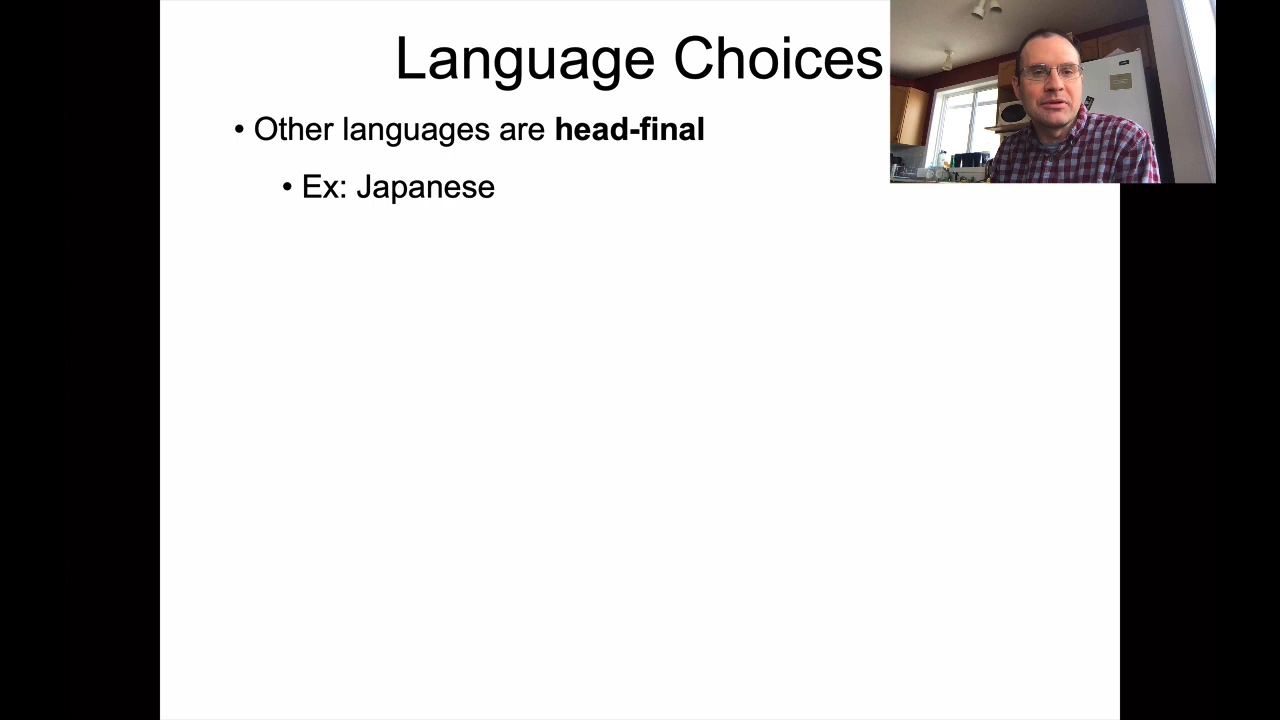 Language Choices
• Other languages are head-final
• Ex: Japanese